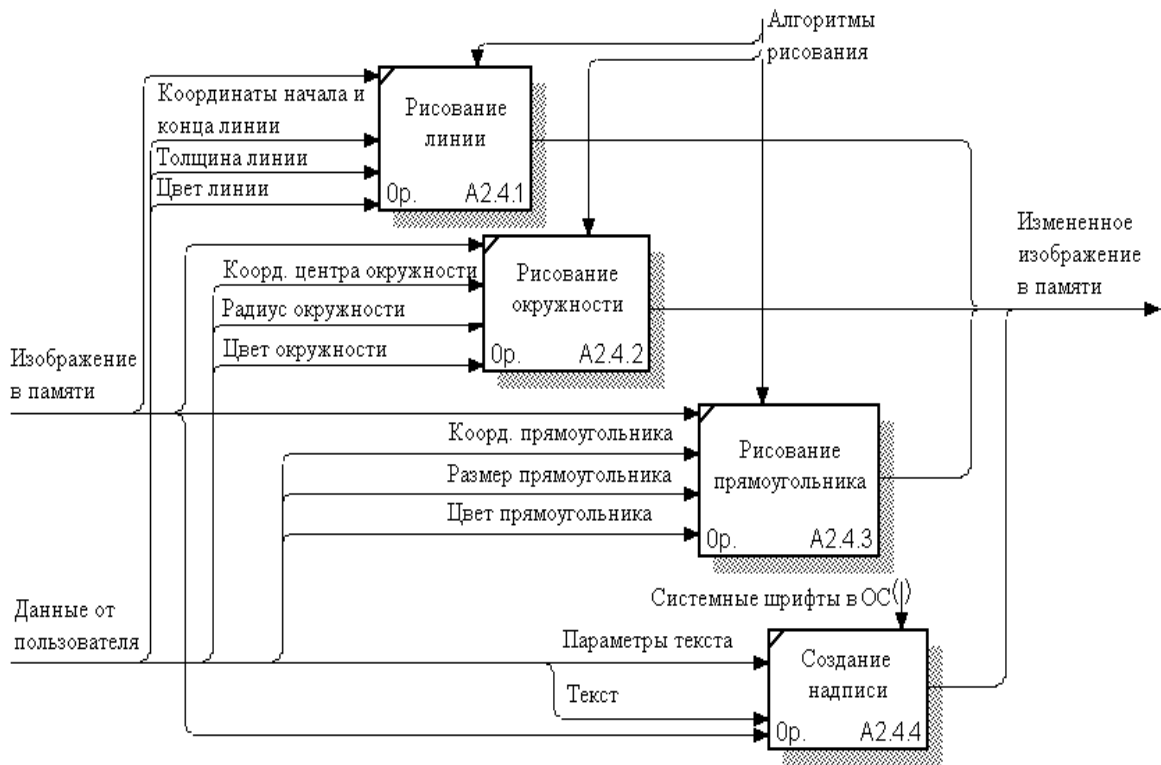 Алгоритмы
рисования
Координаты начала и
конца линии
Толщина линии
Цвет линии
Рисование
линии
0р.
A2.4.1
Коорд. центра окружности
Радиус окружности
Цвет окружности
Рисование
окружности
0р.
A2.4.2
Измененное
изображение
в памяти
Изображение
в памяти
Коорд. прямоугольника
Размер прямоугольника
Цвет прямоугольника
Рисование
прямоугольника
0р.
A2.4.3
Системные шрифты в ОС
Данные от
пользователя
Параметры текста
Текст
Создание
надписи
0р.
A2.4.4